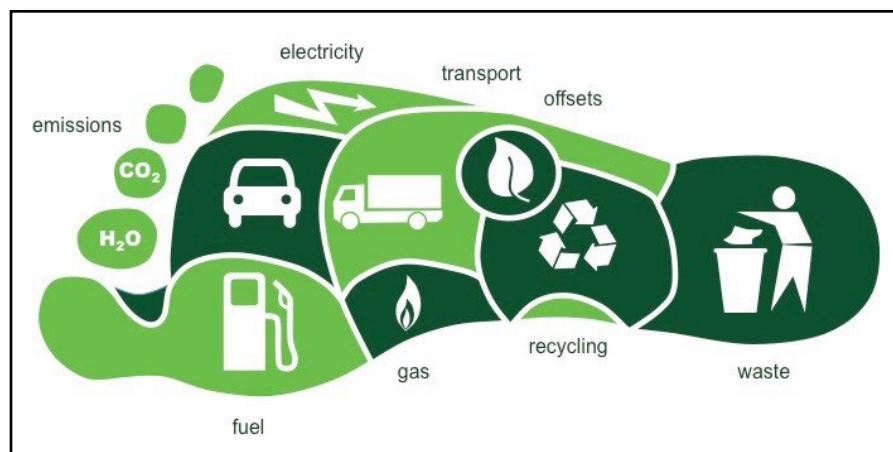 electricity
transport
offsets
emissions
CO₂
H₂O
gas
recycling
waste
fuel